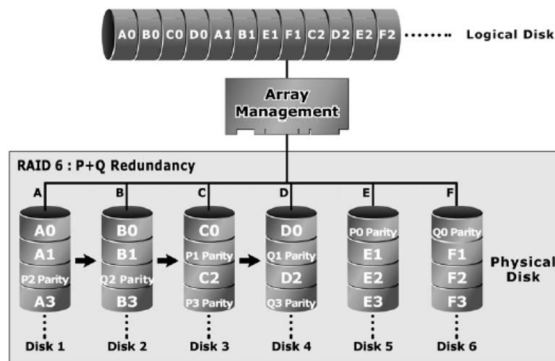 A0 B0 C0 D0 A1 B1 E1 F1 C2 D2 E2 F2 Logical Disk
Array
Management
RAID 6 : P+Q Redundancy
A B C D E F
A0 B0 C0 D0 P0 Parity Q0 Parity
A1 B1 P1 Parity Q1 Parity E1 F1
P2 Parity Q2 Parity C2 D2 E2 F2
A3 B3 P3 Parity Q3 Parity E3 F3
Physical
Disk
Disk 1 Disk 2 Disk 3 Disk 4 Disk 5 Disk 6